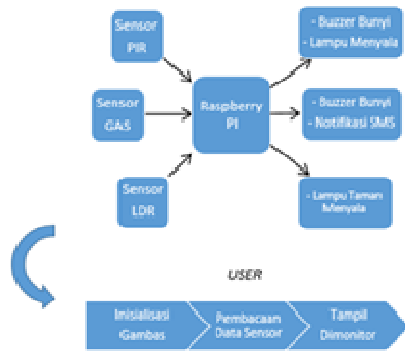 Sensor
PIR
- Buzzer Bunyi
- Lampu Menyala
Sensor
GAS
Raspberry
PI
- Buzzer Bunyi
- Notifikasi SMS
Sensor
LDR
- Lampu Taman
Menyala
USER
Inisialisasi
Gambas
Pembacaan
Data Sensor
Tampil
Dimonitor